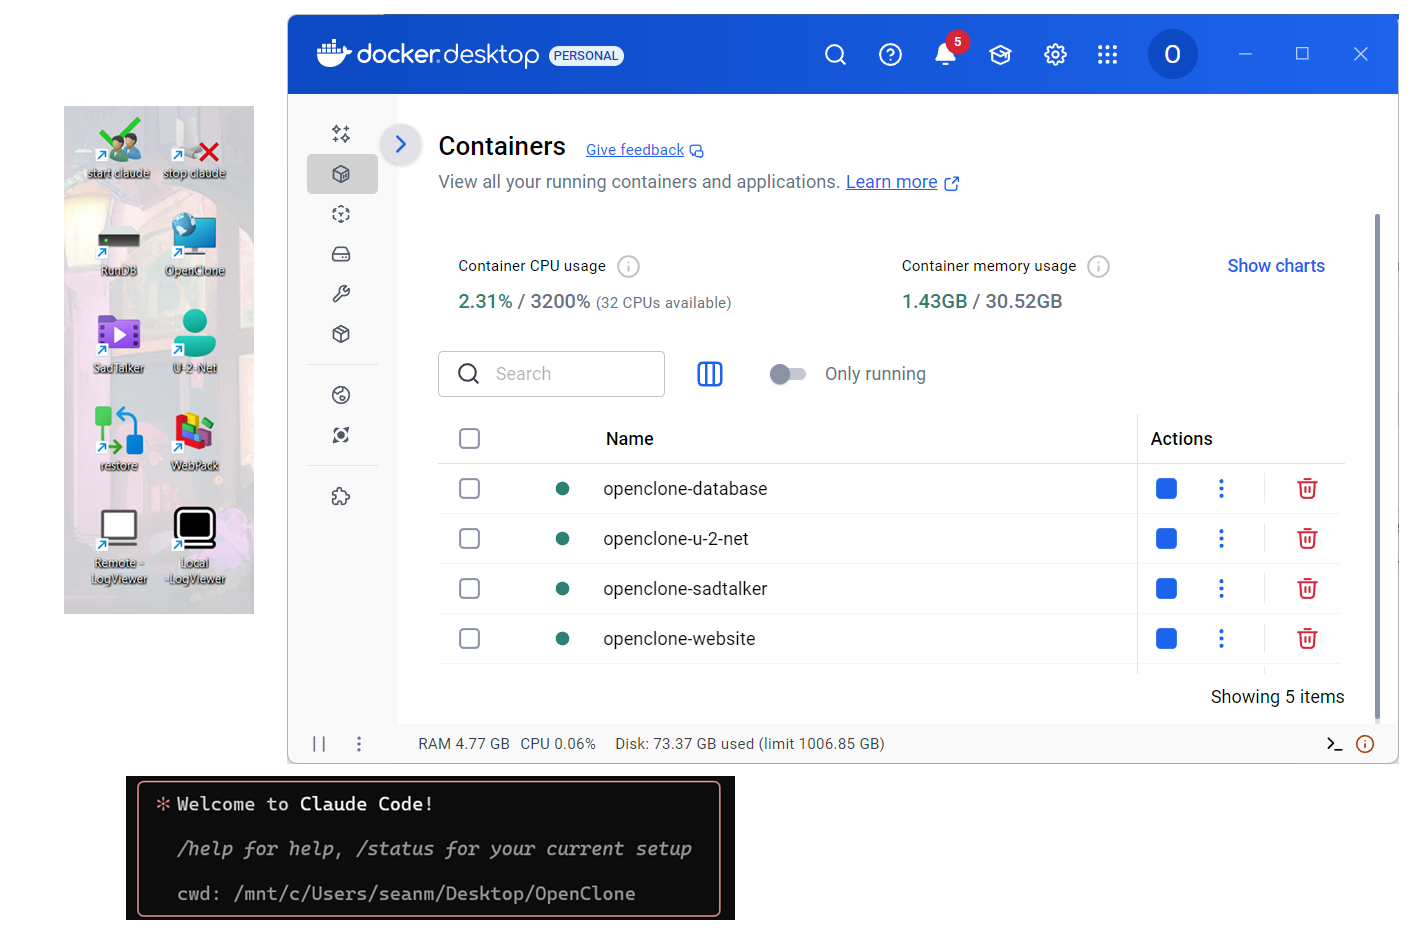 docker.desktop PERSONAL
5
O
start claude
stop claude
RunDB
OpenClone
SadTalker
U-2-Net
restore
WebPack
Remote -
LogViewer
Local
-LogViewer
Containers Give feedback
View all your running containers and applications. Learn more
Container CPU usage
2.31% / 3200% (32 CPUs available)
Container memory usage
1.43GB / 30.52GB
Show charts
Search
Only running
Name
Actions
openclone-database
openclone-u-2-net
openclone-sadtalker
openclone-website
Showing 5 items
RAM 4.77 GB CPU 0.06% Disk: 73.37 GB used (limit 1006.85 GB)
Welcome to Claude Code!
/help for help, /status for your current setup
cwd: /mnt/c/Users/seanm/Desktop/OpenClone